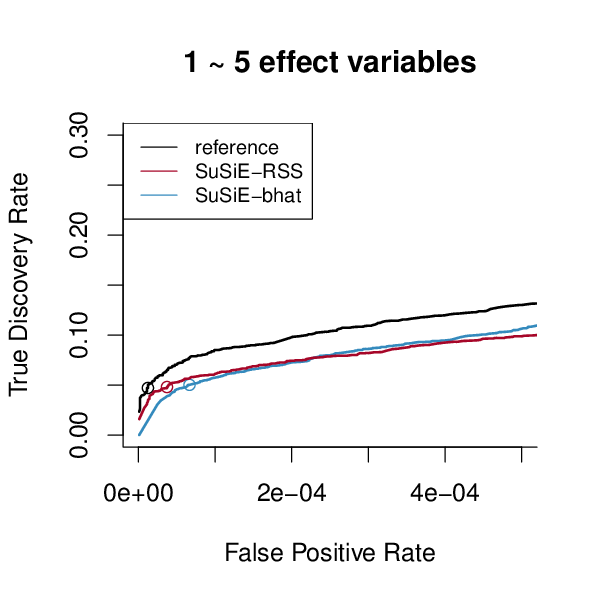 1 ~ 5 effect variables
reference
SuSiE−RSS
SuSiE−bhat
True Discovery Rate
0.30
0.20
0.10
0.00
0e+00 2e−04 4e−04
False Positive Rate